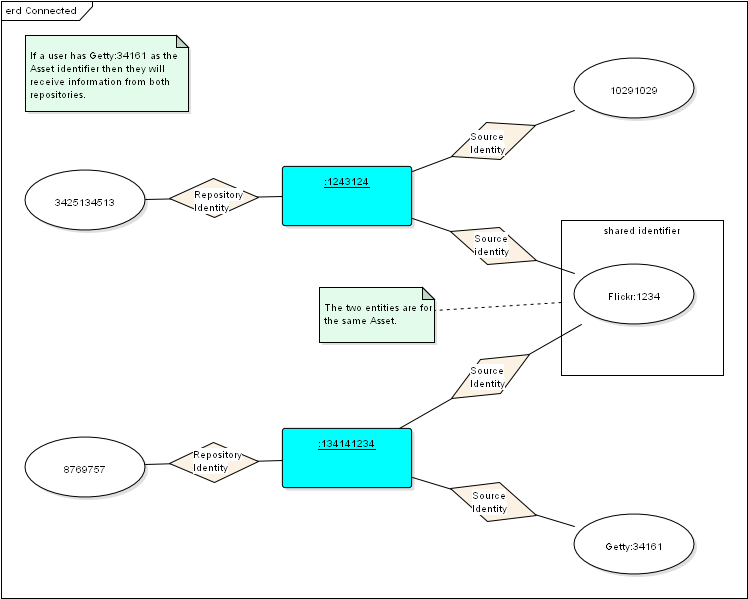 erd Connected
If a user has Getty:34161 as the
Asset identifier then they will
receive information from both
repositories.
10291029
Source
Identity
:1243124
3425134513
Repository
Identity
Source
identity
shared identifier
Flickr:1234
The two entities are for
the same Asset.
Source
Identity
:134141234
8769757
Repository
Identity
Source
Identity
Getty:34161